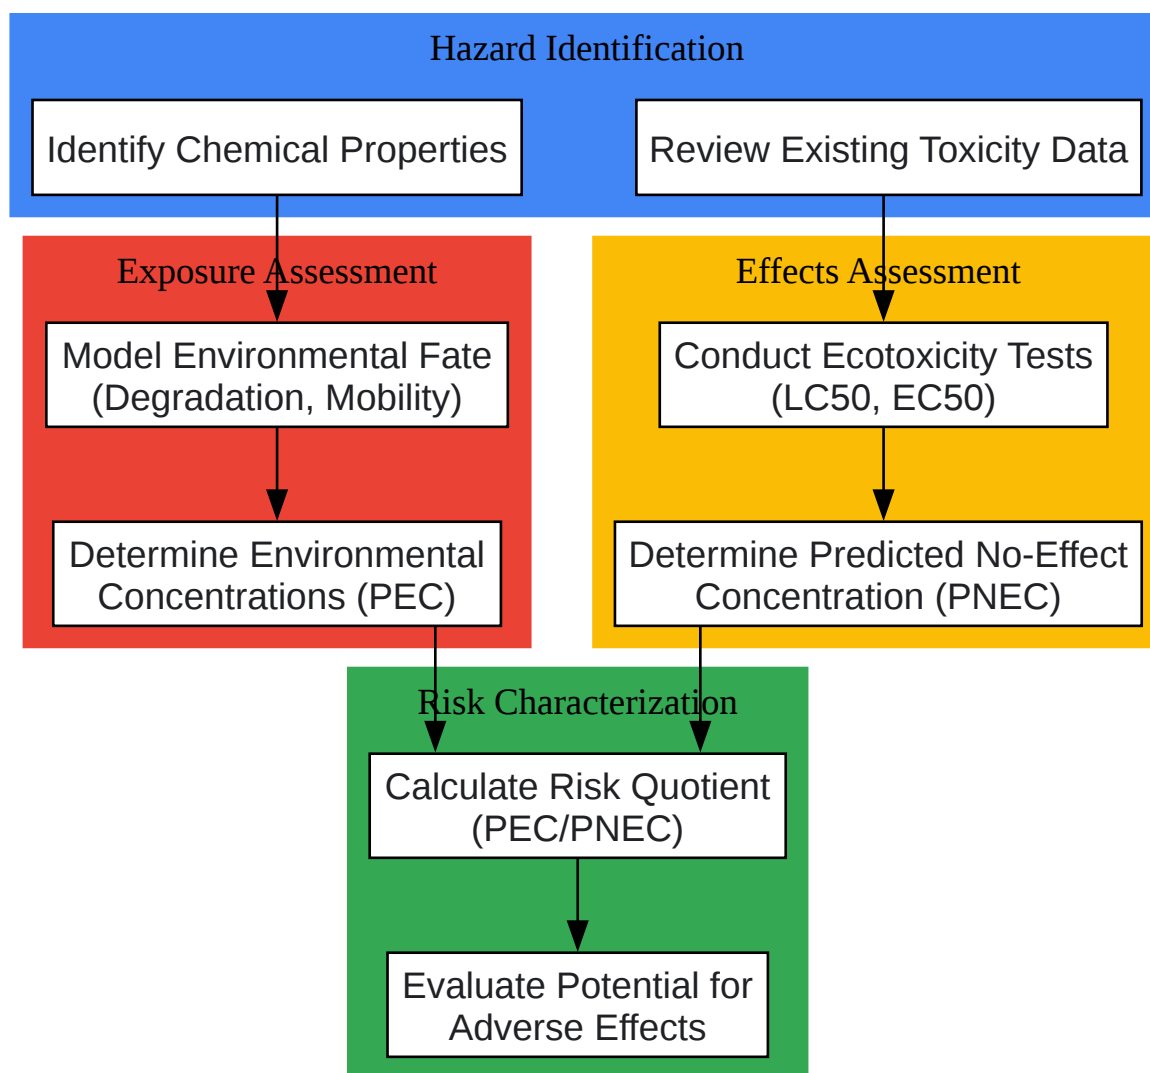 Hazard Identification
Identify Chemical Properties
Review Existing Toxicity Data
Exposure Assessment
Effects Assessment
Model Environmental Fate
(Degradation, Mobility)
Conduct Ecotoxicity Tests
(LC50, EC50)
Determine Environmental
Concentrations (PEC)
Determine Predicted No-Effect
Concentration (PNEC)
Risk Characterization
Calculate Risk Quotient
(PEC/PNEC)
Evaluate Potential for
Adverse Effects